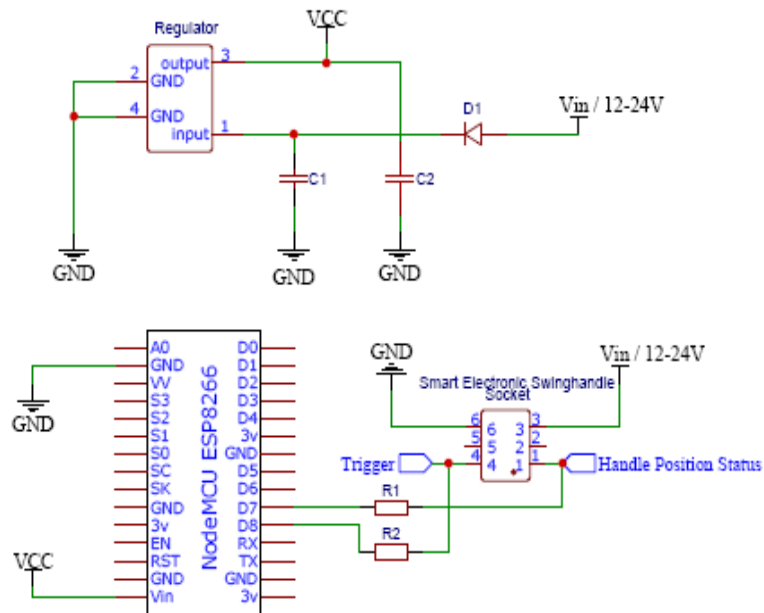 VCC
Regulator
output 3
2 GND
4 GND
input 1
D1
Vin / 12-24V
C1
C2
GND
GND
GND
A0 D0
GND D1
VV D2
S3 D3
S2 D4
S1 3v
S0 GND
SC D5
SK D6
GND D7
3v D8
EN RX
RST TX
GND GND
Vin 3v
NodeMCU ESP8266
GND
VCC
GND
Vin / 12-24V
Smart Electronic Swinghandle
Socket
6 6 3 3
5 5 2 2
4 4 1 1
Trigger
Handle Position Status
R1
R2